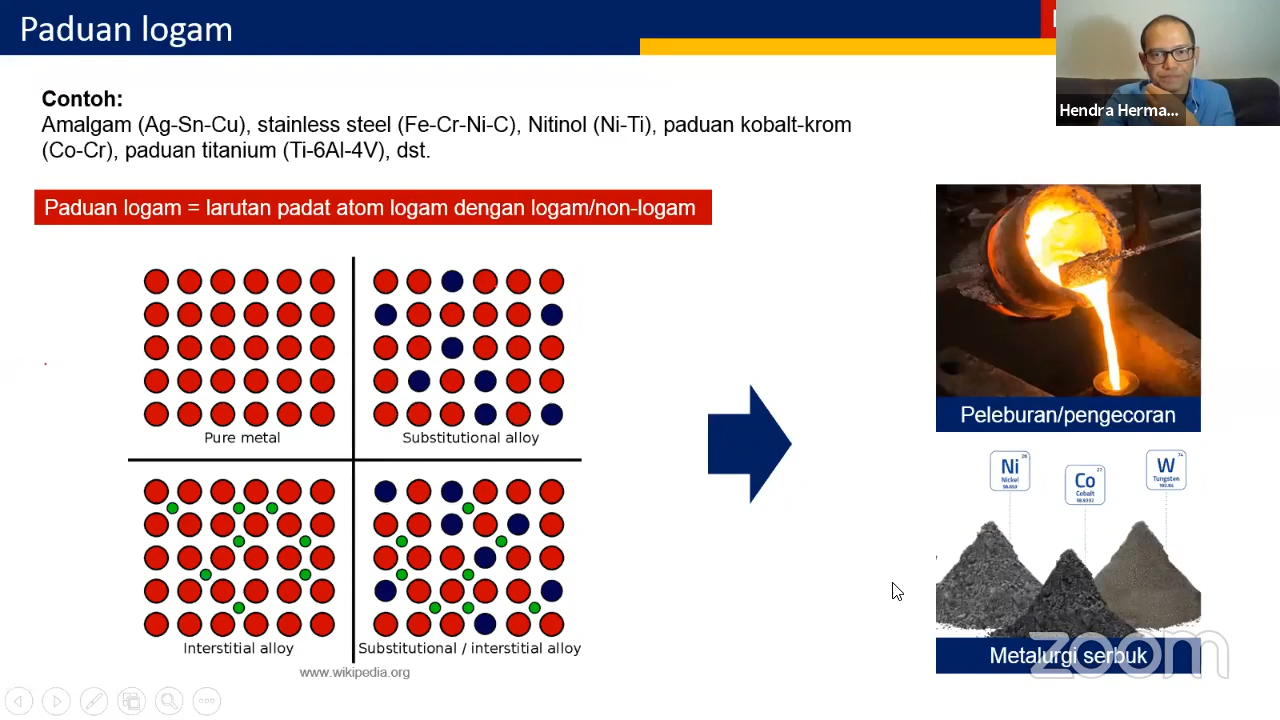 Paduan logam
Hendra Herma...
Contoh:
Amalgam (Ag-Sn-Cu), stainless steel (Fe-Cr-Ni-C), Nitinol (Ni-Ti), paduan kobalt-krom
(Co-Cr), paduan titanium (Ti-6Al-4V), dst.
Paduan logam = larutan padat atom logam dengan logam/non-logam
Pure metal
Substitutional alloy
Interstitial alloy
Substitutional / interstitial alloy
www.wikipedia.org
Peleburan/pengecoran
Ni
Nickel
Co
27
Cobalt
W
74
Tungsten
Metalurgi serbuk
zoom